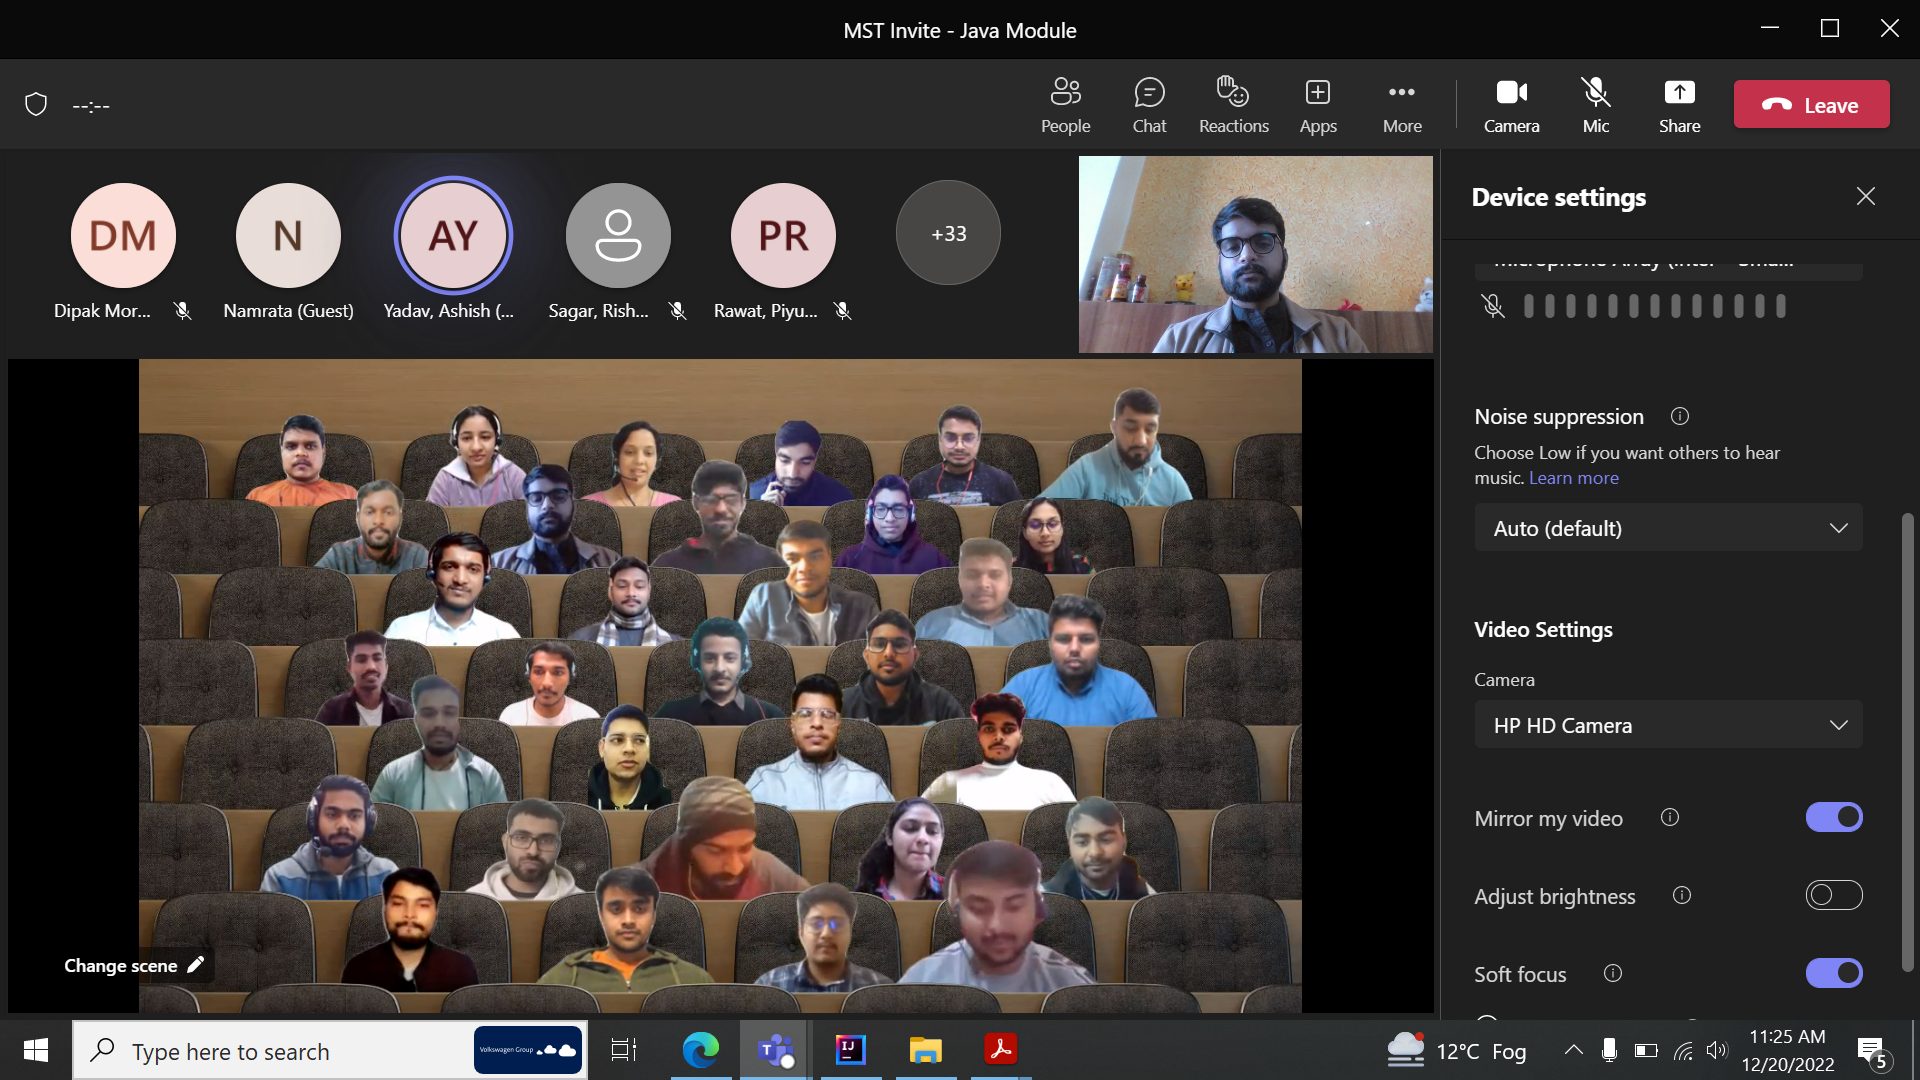 MST Invite - Java Module
--:--
People
Chat
Reactions
Apps
More
Camera
Mic
Share
Leave
DM
N
AY
PR
+33
Dipak Mor...
Namrata (Guest)
Yadav, Ashish (...
Sagar, Rish...
Rawat, Piyu...
Device settings
Noise suppression
Choose Low if you want others to hear
music. Learn more
Auto (default)
Video Settings
Camera
HP HD Camera
Mirror my video
Adjust brightness
Soft focus
Change scene
Type here to search
Volkswagen Group
12°C Fog
11:25 AM
12/20/2022
5